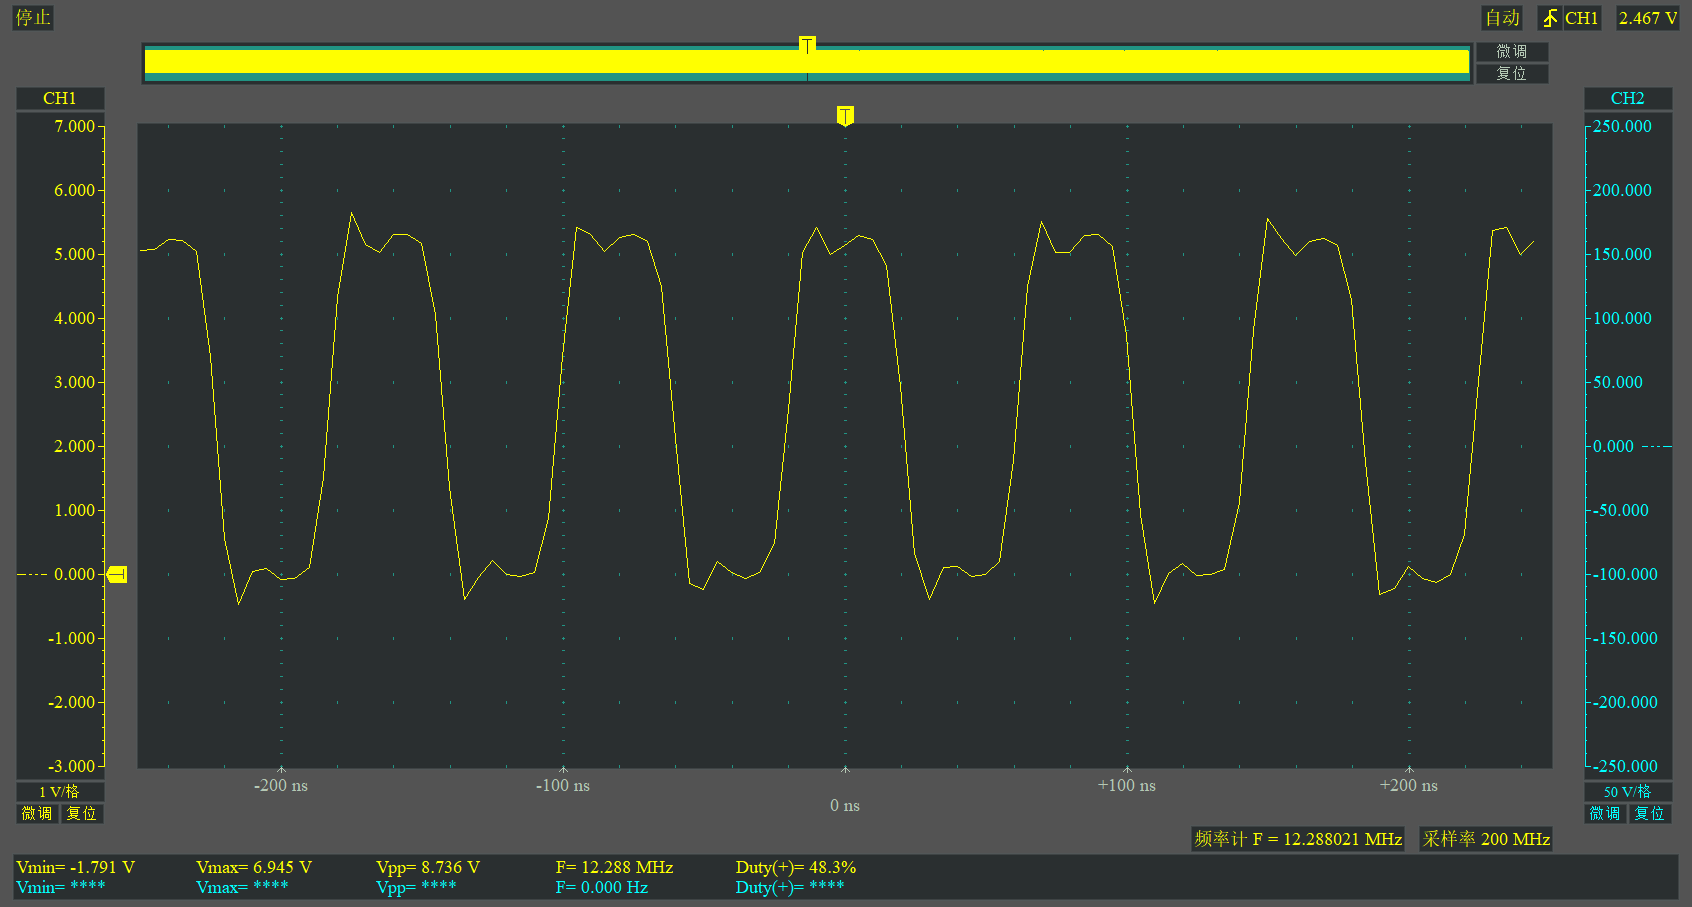 停止
自动 CH1 2.467 V
T
微调
复位
CH1
CH2
T
7.000
6.000
5.000
4.000
3.000
2.000
1.000
0.000
-1.000
-2.000
-3.000
250.000
200.000
150.000
100.000
50.000
0.000
-50.000
-100.000
-150.000
-200.000
-250.000
-200 ns
-100 ns
0 ns
+100 ns
+200 ns
1 V/格
微调 复位
50 V/格
微调 复位
频率计 F = 12.288021 MHz 采样率 200 MHz
Vmin= -1.791 V Vmax= 6.945 V Vpp= 8.736 V F= 12.288 MHz Duty(+)= 48.3%
Vmin= **** Vmax= **** Vpp= **** F= 0.000 Hz Duty(+)= ****